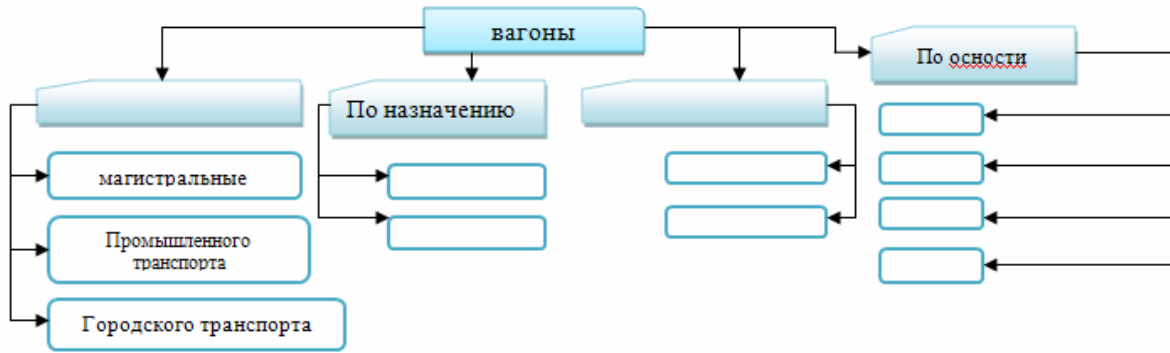 вагоны
По осности
По назначению
магистральные
Промышленного
транспорта
Городского транспорта